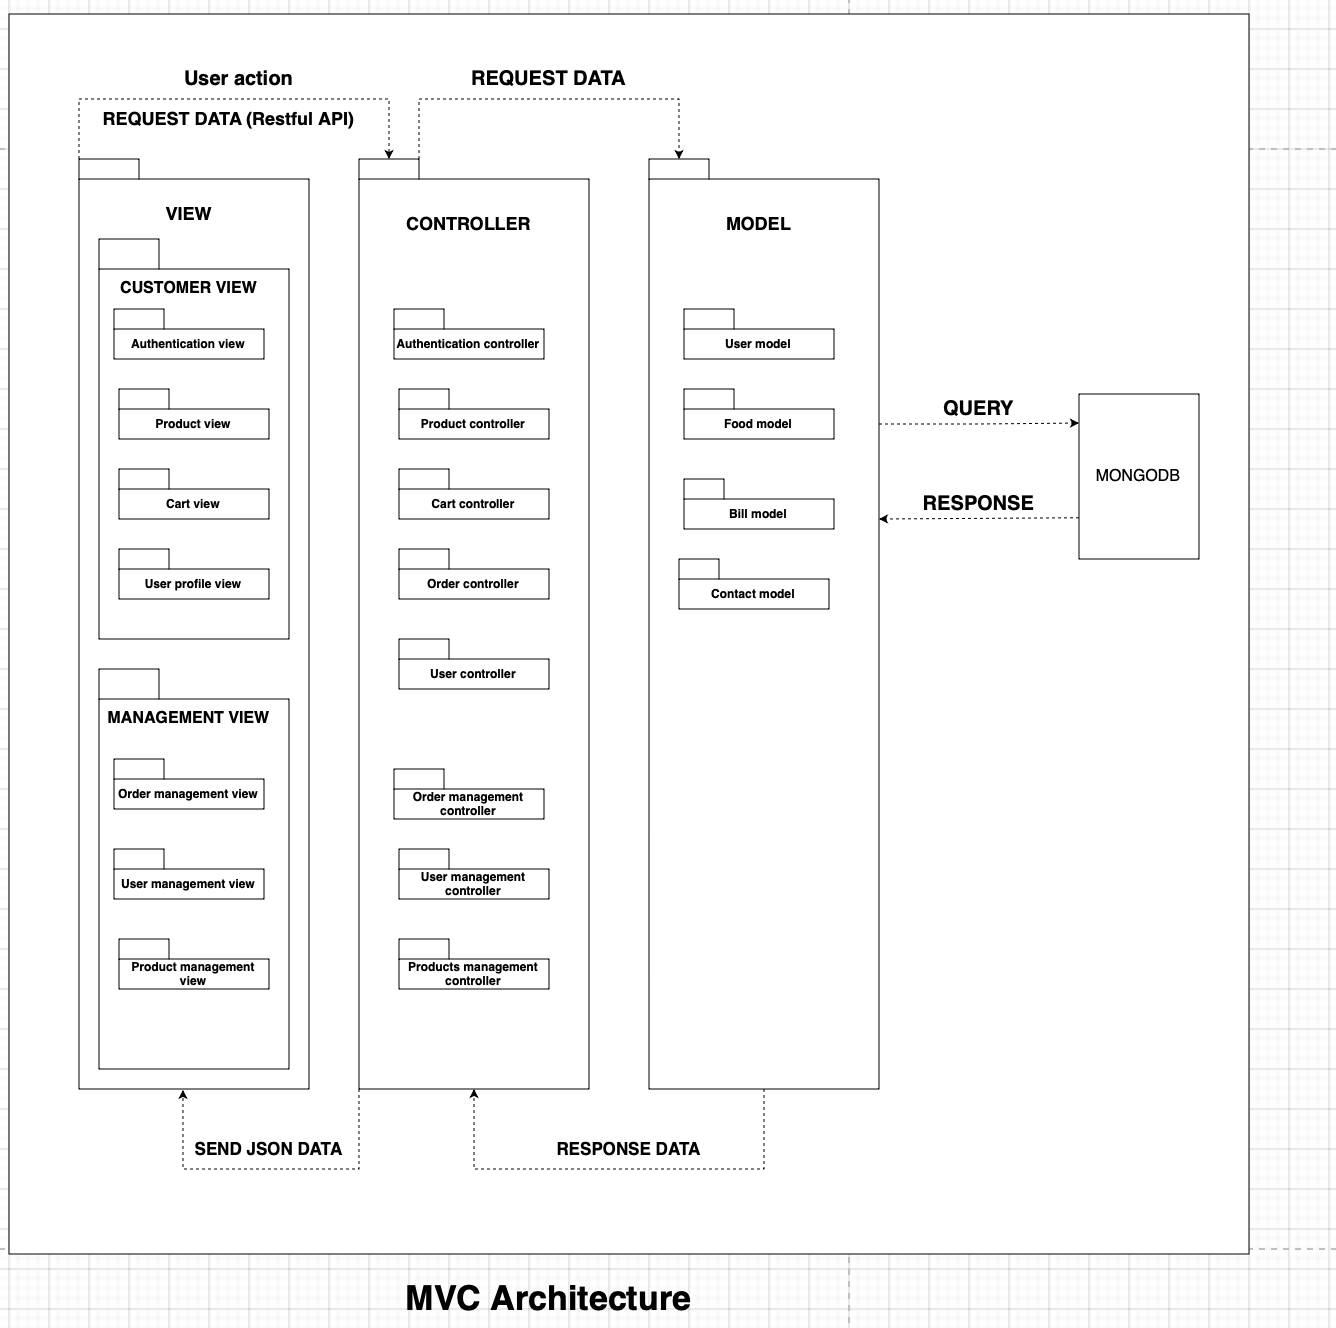 User action
REQUEST DATA (Restful API)
REQUEST DATA
VIEW
CUSTOMER VIEW
Authentication view
Product view
Cart view
User profile view
MANAGEMENT VIEW
Order management view
User management view
Product management
view
CONTROLLER
Authentication controller
Product controller
Cart controller
Order controller
User controller
Order management
controller
User management
controller
Products management
controller
MODEL
User model
Food model
Bill model
Contact model
QUERY
RESPONSE
MONGODB
SEND JSON DATA
RESPONSE DATA
MVC Architecture